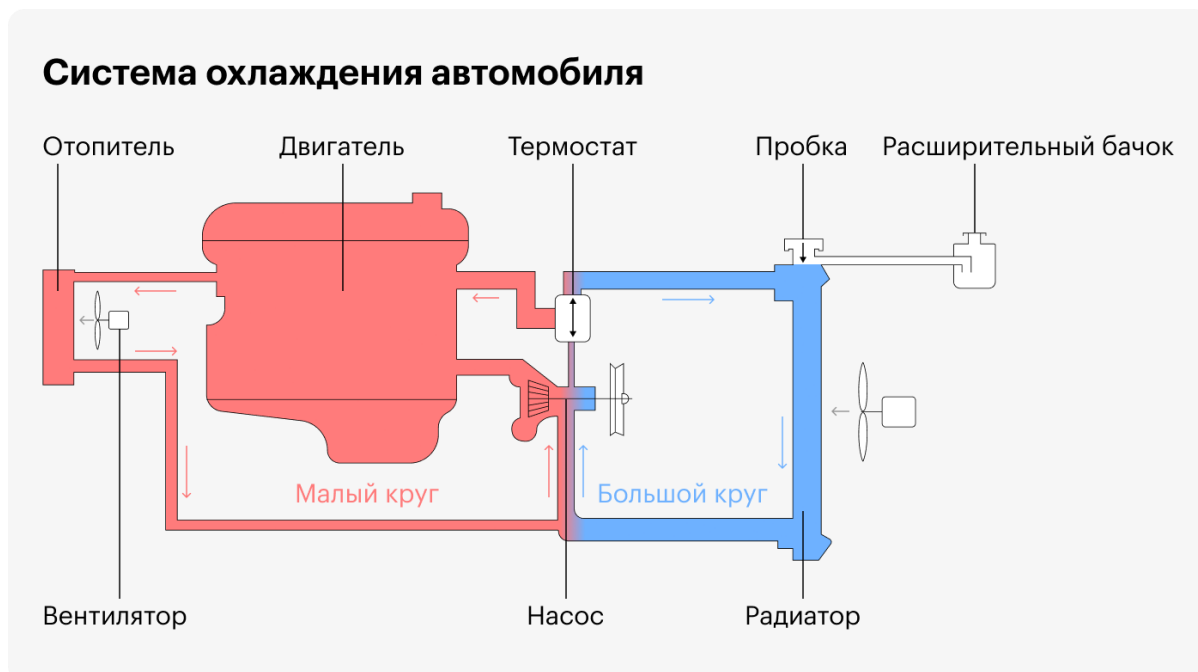 Система охлаждения автомобиля
Отопитель
Двигатель
Термостат
Пробка
Расширительный бачок
Малый круг
Большой круг
Вентилятор
Насос
Радиатор